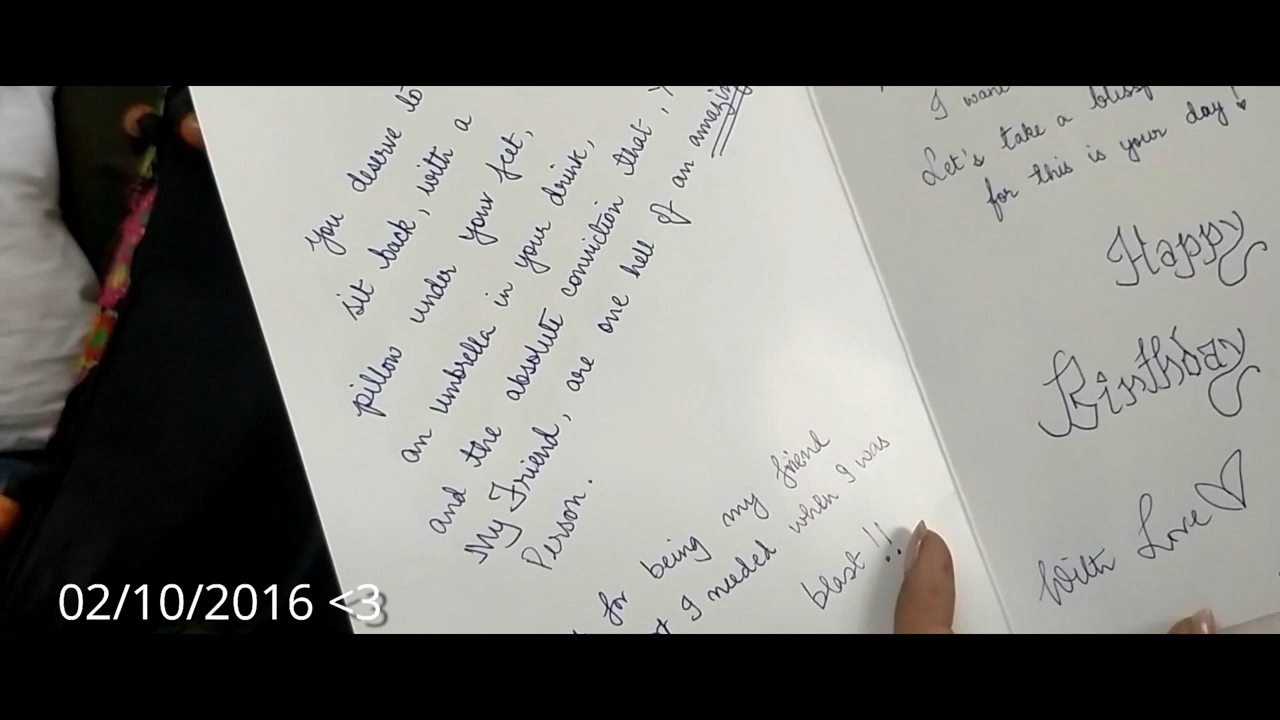 You deserve to
sit back, with a
pillow under your feet,
an umbrella in your drink,
and the absolute conviction that,
My Friend, are one hell of an amazing
Person.
for being my friend
I needed when I was
blast !!
I want
Let's take a
for this is your day!
Happy
Birthday
With Love
02/10/2016 <3